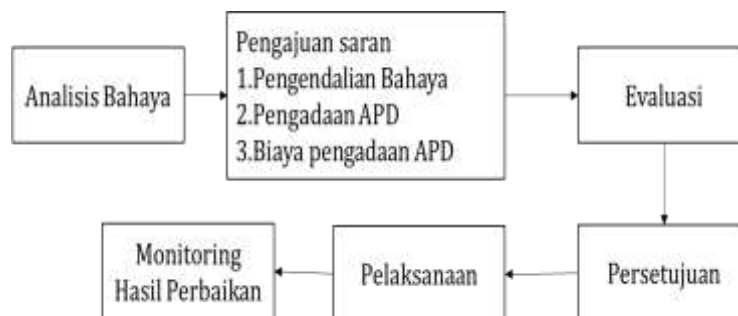 Analisis Bahaya
Pengajuan saran
1.Pengendalian Bahaya
2.Pengadaan APD
3.Biaya pengadaan APD
Evaluasi
Persetujuan
Pelaksanaan
Monitoring
Hasil Perbaikan